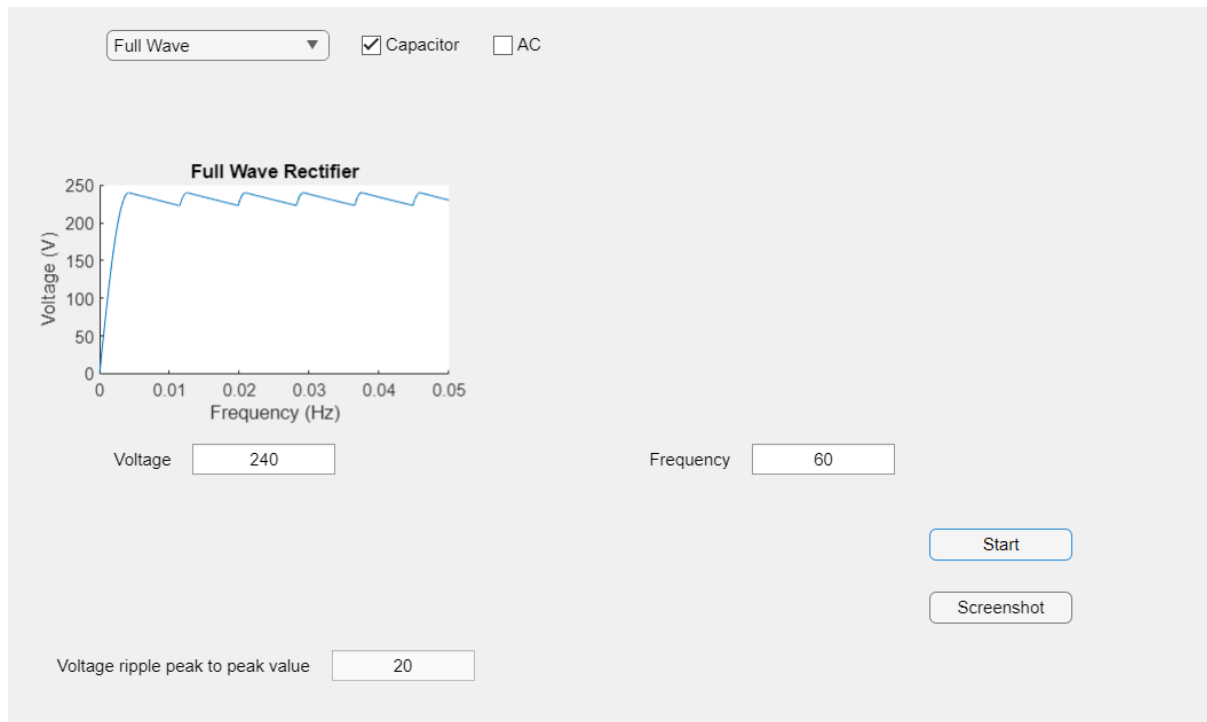 Full Wave Capacitor AC
Full Wave Rectifier
250
200
150
100
50
0
Voltage (V)
0 0.01 0.02 0.03 0.04 0.05
Frequency (Hz)
Voltage 240 Frequency 60
Start
Screenshot
Voltage ripple peak to peak value 20